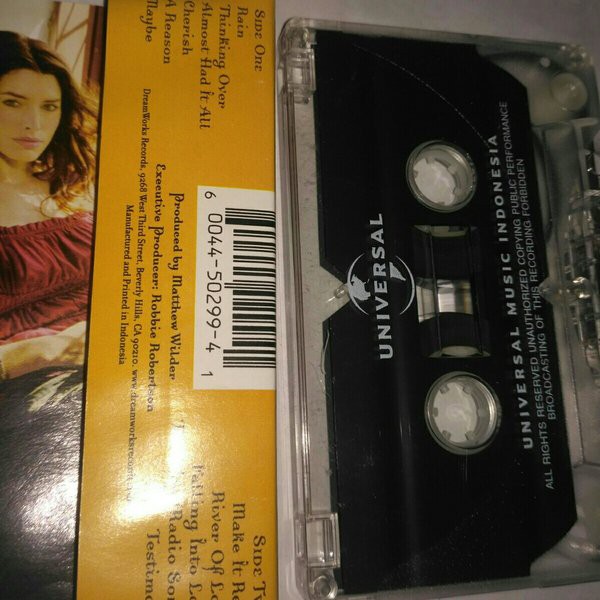 Side One
Rain
Thinking Over
Almost Had It All
Cherish
A Reason
Maybe
6 0044-50299-4 1
Produced by Matthew Wilder
Executive Producer: Robbie Robertson
DreamWorks Records, 9268 West Third Street, Beverly Hills, CA 90210.
Manufactured and Printed in Indonesia
Side
Make It
River Of
Falling Into
Radio
UNIVERSAL
UNIVERSAL
UNIVERSAL MUSIC INDONESIA
ALL RIGHTS RESERVED UNAUTHORIZED COPYING PUBLIC PERFORMANCE
BROADCASTING OF THIS RECORDING FORBIDDEN